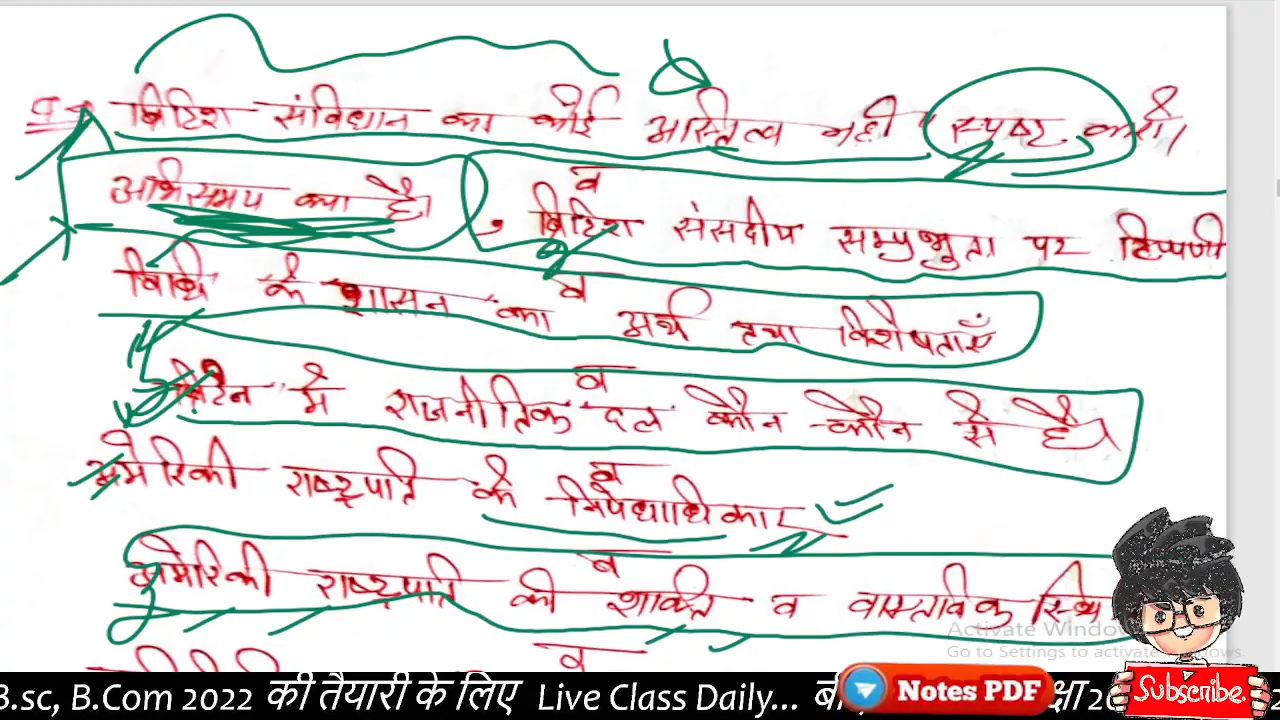 ब्रिटिश संविधान का कोई अस्तित्व नही स्पष्ट करो।
अभिसमय क्या है।
व
ब्रिटिश संसदीय सम्प्रभुता पर टिप्पणी
विधि के शासन का अर्थ तथा विशेषताएँ
व
ब्रिटेन मे राजनीतिक दल कौन कौन से है।
व
अमेरिकी राष्ट्रपति के निषेधाधिकार
व
अमेरिकी राष्ट्रपति की शक्ति व वास्तविक स्थि
व
व
Activate Windows
Go to Settings to activate Windows.
B.sc, B.Com 2022 की तैयारी के लिए Live Class Daily...
Notes PDF
Subscribe